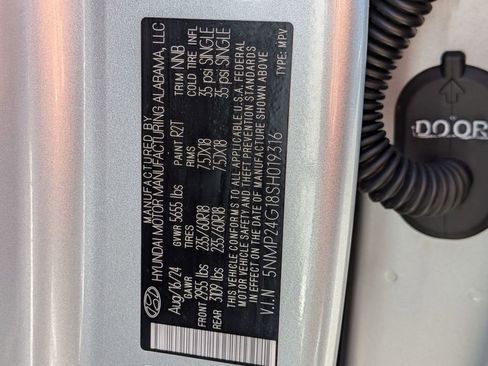 MANUFACTURED BY
HYUNDAI MOTOR MANUFACTURING ALABAMA, LLC
Aug/16/24 GVWR 5655 lbs PAINT R2T TRIM NNB
GAWR RIMS COLD TIRE INFL
FRONT 2955 lbs 235/60R18 7.5JX18 35 psi SINGLE
REAR 3109 lbs 235/60R18 7.5JX18 35 psi SINGLE
THIS VEHICLE CONFORMS TO ALL APPLICABLE U.S.A. FEDERAL
MOTOR VEHICLE SAFETY AND THEFT PREVENTION STANDARDS
IN EFFECT ON THE DATE OF MANUFACTURE SHOWN ABOVE
V.I.N 5NMP24G18SH019316 TYPE: MPV
DOOR